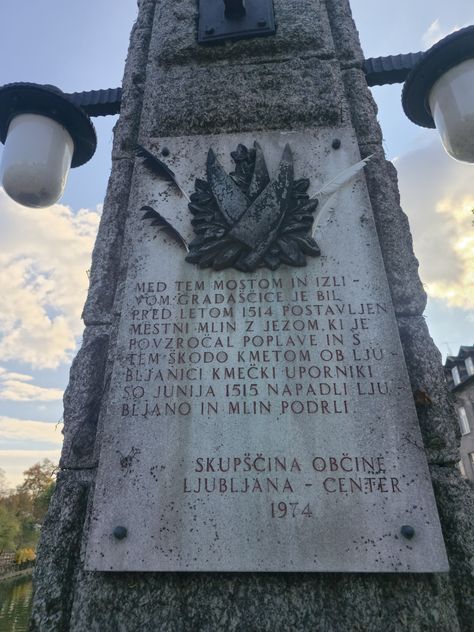 MED TEM MOSTOM IN IZLI -
VOM GRADAŠČICE JE BIL
PRED LETOM 1514 POSTAVLJEN
MESTNI MLIN Z JEZOM, KI JE
POVZROČAL POPLAVE IN S
TEM ŠKODO KMETOM OB LJU
BLJANICI KMEČKI UPORNIKI
SO JUNIJA 1515 NAPADLI LJU
BLJANO IN MLIN PODRLI
SKUPŠČINA OBČINE
LJUBLJANA - CENTER
1974